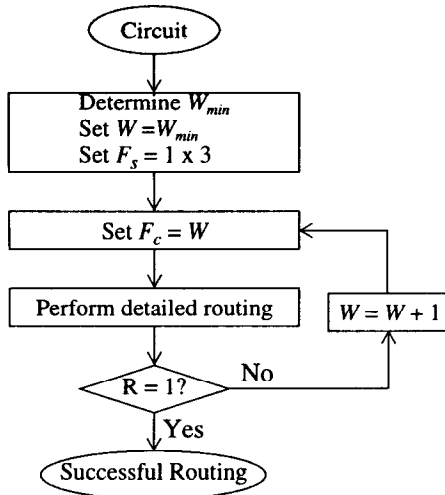 Circuit
Determine W_min
Set W = W_min
Set F_s = 1 x 3
Set F_c = W
Perform detailed routing
W = W + 1
R = 1?
No
Yes
Successful Routing